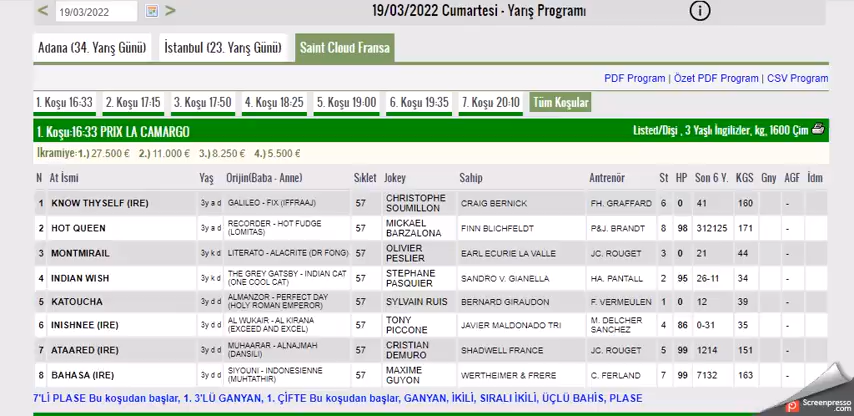 19/03/2022 Cumartesi - Yarış Programı
19/03/2022
Adana (34. Yarış Günü) İstanbul (23. Yarış Günü) Saint Cloud Fransa
PDF Program | Özet PDF Program | CSV Program
1. Koşu 16:33 2. Koşu 17:15 3. Koşu 17:50 4. Koşu 18:25 5. Koşu 19:00 6. Koşu 19:35 7. Koşu 20:10 Tüm Koşular
1. Koşu:16:33 PRIX LA CAMARGO Listed/Dişi , 3 Yaşlı İngilizler, kg, 1600 Çim
İkramiye:1.) 27.500 € 2.) 11.000 € 3.) 8.250 € 4.) 5.500 €
N At İsmi Yaş Orijin(Baba - Anne) Sıklet Jokey Sahip Antrenör St HP Son 6 Y. KGS Gny AGF İdm
1 KNOW THYSELF (IRE) 3y a d GALILEO - FIX (IFFRAAJ) 57 CHRISTOPHE SOUMILLON CRAIG BERNICK FH. GRAFFARD 6 0 41 160 -
2 HOT QUEEN 3y a d RECORDER - HOT FUDGE (LOMITAS) 57 MICKAEL BARZALONA FINN BLICHFELDT P&J. BRANDT 8 98 312125 171 -
3 MONTMIRAIL 3y k d LITERATO - ALACRITE (DR FONG) 57 OLIVIER PESLIER EARL ECURIE LA VALLE JC. ROUGET 3 0 21 44 -
4 INDIAN WISH 3y k d THE GREY GATSBY - INDIAN CAT (ONE COOL CAT) 57 STEPHANE PASQUIER SANDRO V. GIANELLA HA. PANTALL 2 95 26-11 34 -
5 KATOUCHA 3y d d ALMANZOR - PERFECT DAY (HOLY ROMAN EMPEROR) 57 SYLVAIN RUIS BERNARD GIRAUDON F. VERMEULEN 1 0 12 39 -
6 INISHNEE (IRE) 3y d d AL WUKAIR - AL KIRANA (EXCEED AND EXCEL) 57 TONY PICCONE JAVIER MALDONADO TRI M. DELCHER SANCHEZ 4 86 0-31 35 -
7 ATAARED (IRE) 3y d d MUHAARAR - ALNAJMAH (DANSILI) 57 CRISTIAN DEMURO SHADWELL FRANCE JC. ROUGET 5 99 1214 151 -
8 BAHASA (IRE) 3y d d SIYOUNI - INDONESIENNE (MUHTATHIR) 57 MAXIME GUYON WERTHEIMER & FRERE C. FERLAND 7 99 7132 163 -
7'Lİ PLASE Bu koşudan başlar, 1. 3'LÜ GANYAN, 1. ÇİFTE Bu koşudan başlar, GANYAN, İKİLİ, SIRALI İKİLİ, ÜÇLÜ BAHİS, PLASE
Screenpresso
.com